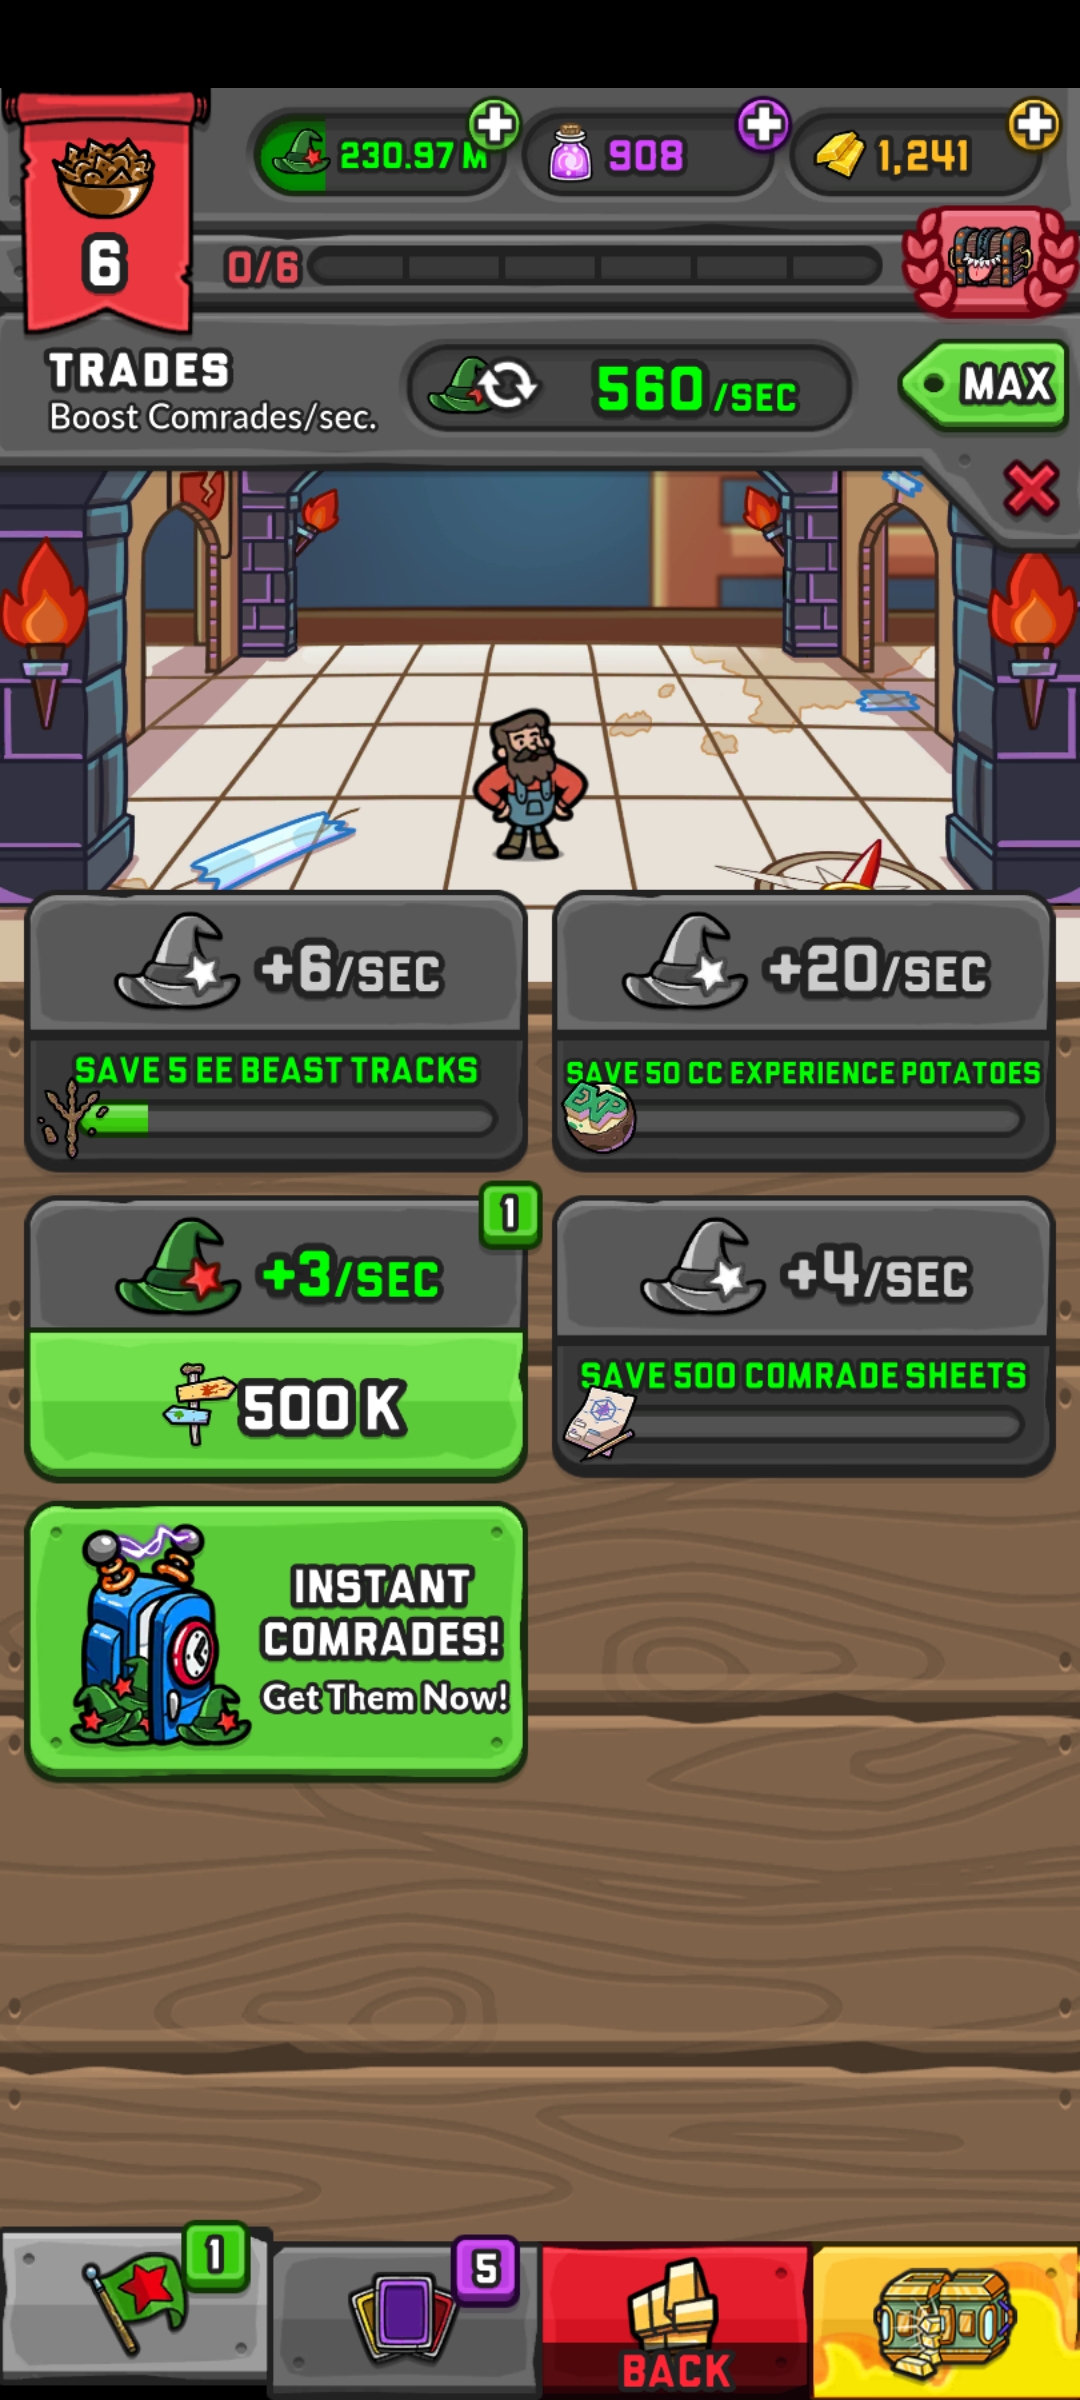 230.97 M
908
1,241
6
0/6
TRADES
Boost Comrades/sec.
560/SEC
MAX
+6/SEC
SAVE 5 EE BEAST TRACKS
+20/SEC
SAVE 50 CC EXPERIENCE POTATOES
EXP
1
+3/SEC
500 K
+4/SEC
SAVE 500 COMRADE SHEETS
INSTANT
COMRADES!
Get Them Now!
1
5
BACK